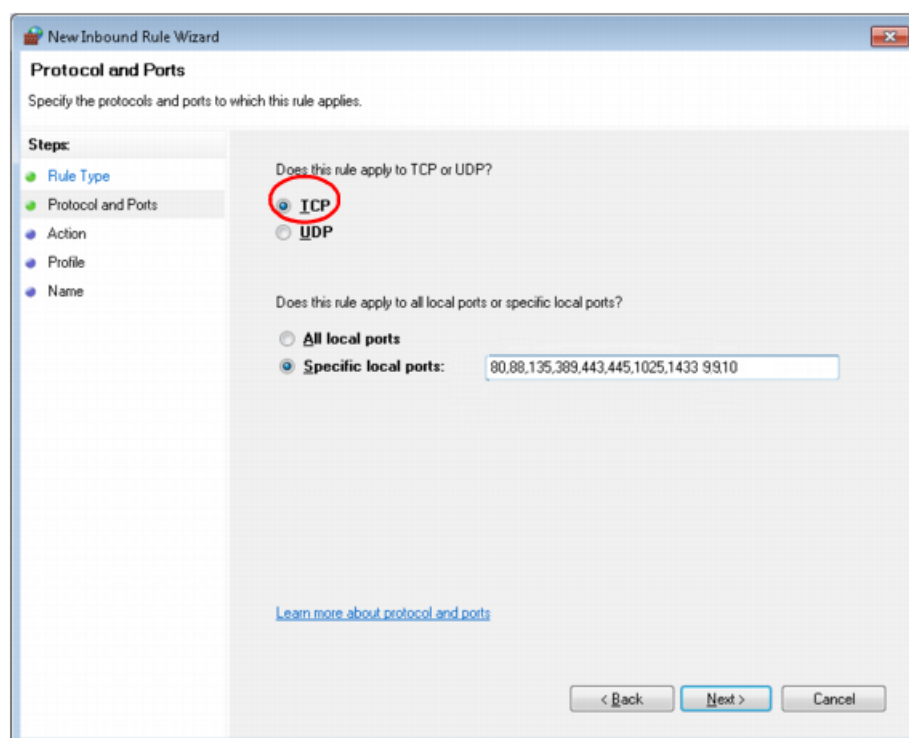 New Inbound Rule Wizard
Protocol and Ports
Specify the protocols and ports to which this rule applies.
Steps:
Rule Type
Protocol and Ports
Action
Profile
Name
Does this rule apply to TCP or UDP?
TCP
UDP
Does this rule apply to all local ports or specific local ports?
All local ports
Specific local ports: 80,88,135,389,443,445,1025,1433 9.9.10
Learn more about protocol and ports
< Back Next > Cancel